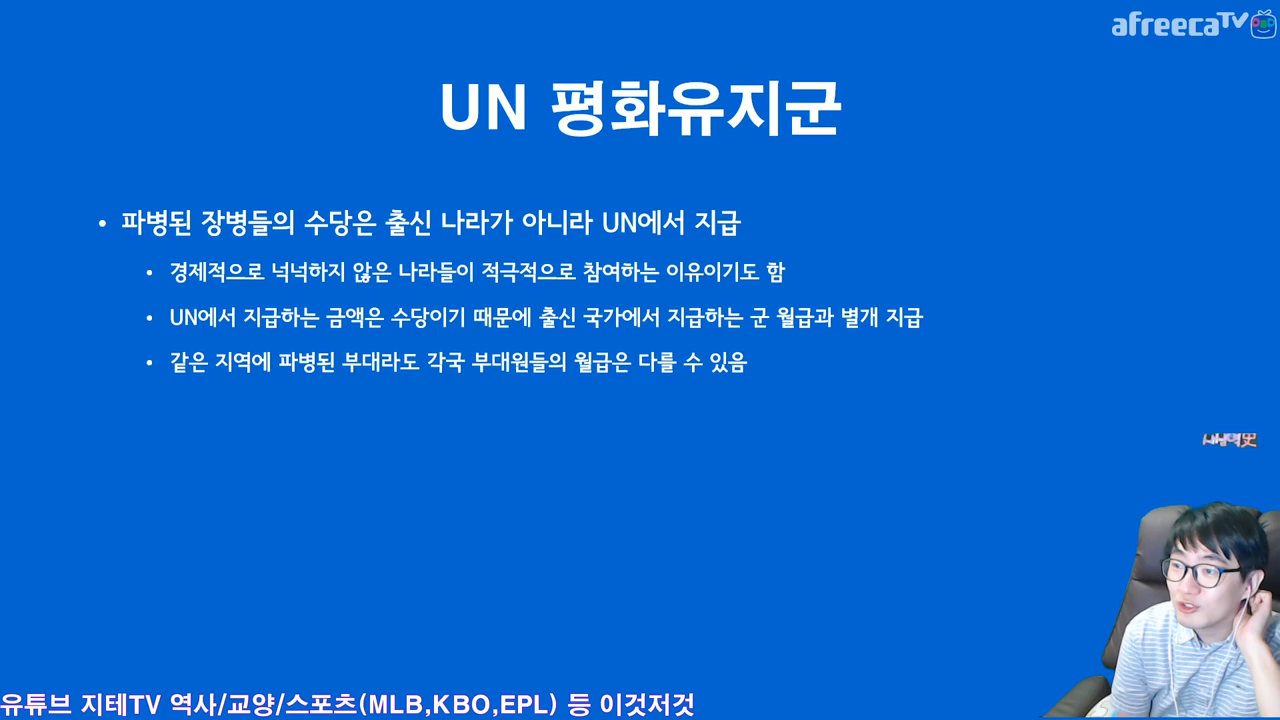 afreecaTV
UN 평화유지군
• 파병된 장병들의 수당은 출신 나라가 아니라 UN에서 지급
• 경제적으로 넉넉하지 않은 나라들이 적극적으로 참여하는 이유이기도 함
• UN에서 지급하는 금액은 수당이기 때문에 출신 국가에서 지급하는 군 월급과 별개 지급
• 같은 지역에 파병된 부대라도 각국 부대원들의 월급은 다를 수 있음
유튜브 지테TV 역사/교양/스포츠(MLB,KBO,EPL) 등 이것저것